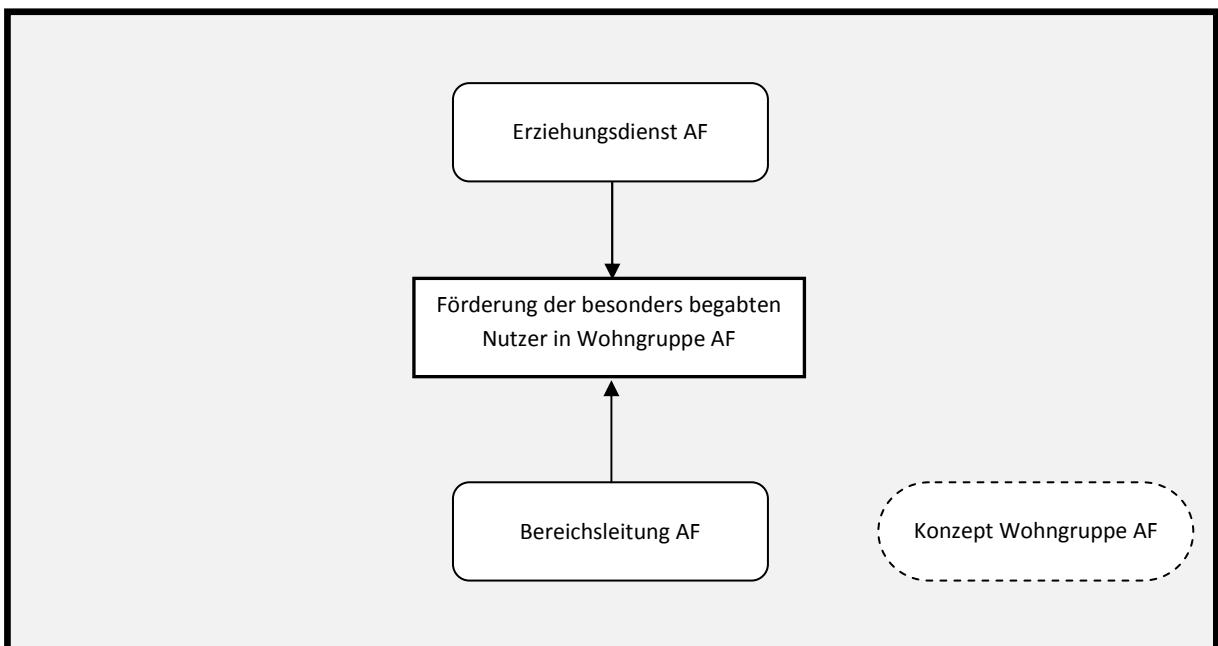 Erziehungsdienst AF
Förderung der besonders begabten
Nutzer in Wohngruppe AF
Bereichsleitung AF
Konzept Wohngruppe AF